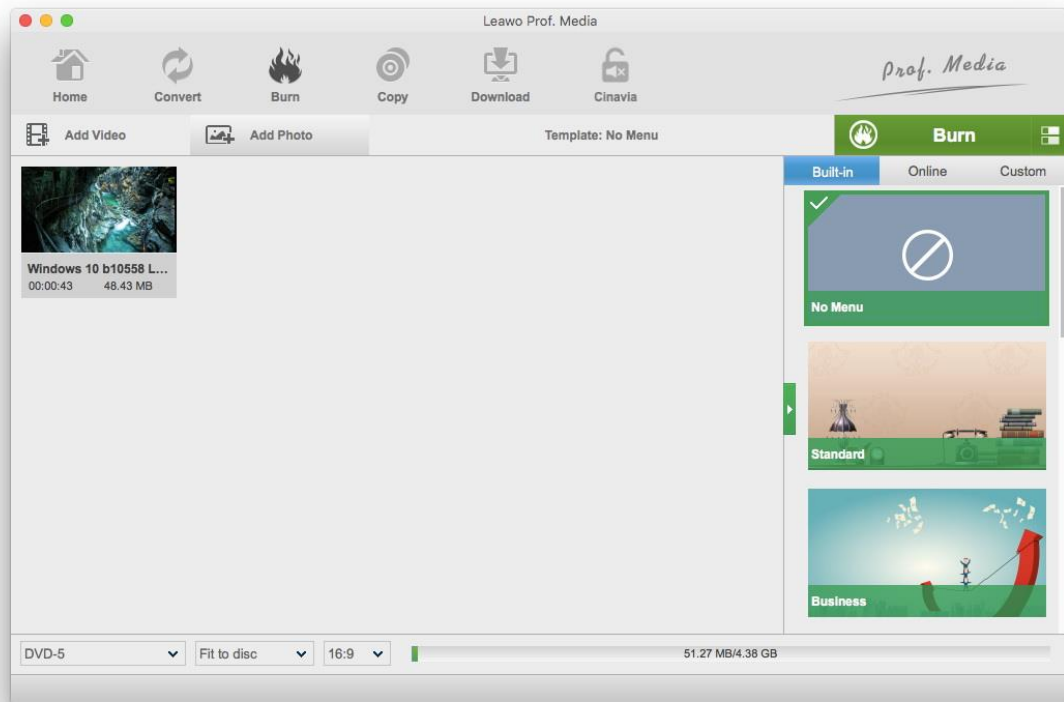 Leawo Prof. Media
Home
Convert
Burn
Copy
Download
Cinavia
Prof. Media
Add Video
Add Photo
Template: No Menu
Burn
Built-in
Online
Custom
Windows 10 b10558 L...
00:00:43 48.43 MB
No Menu
Standard
Business
DVD-5
Fit to disc
16:9
51.27 MB/4.38 GB